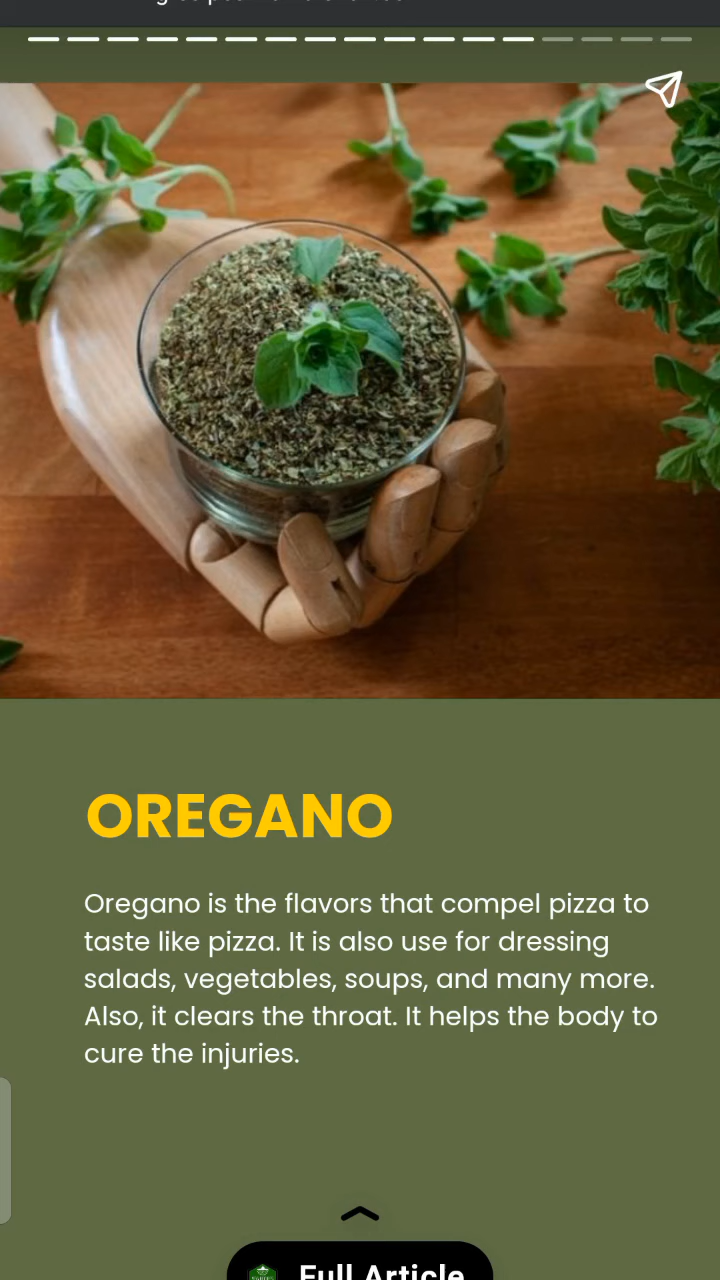 OREGANO
Oregano is the flavors that compel pizza to
taste like pizza. It is also use for dressing
salads, vegetables, soups, and many more.
Also, it clears the throat. It helps the body to
cure the injuries.
Full Article